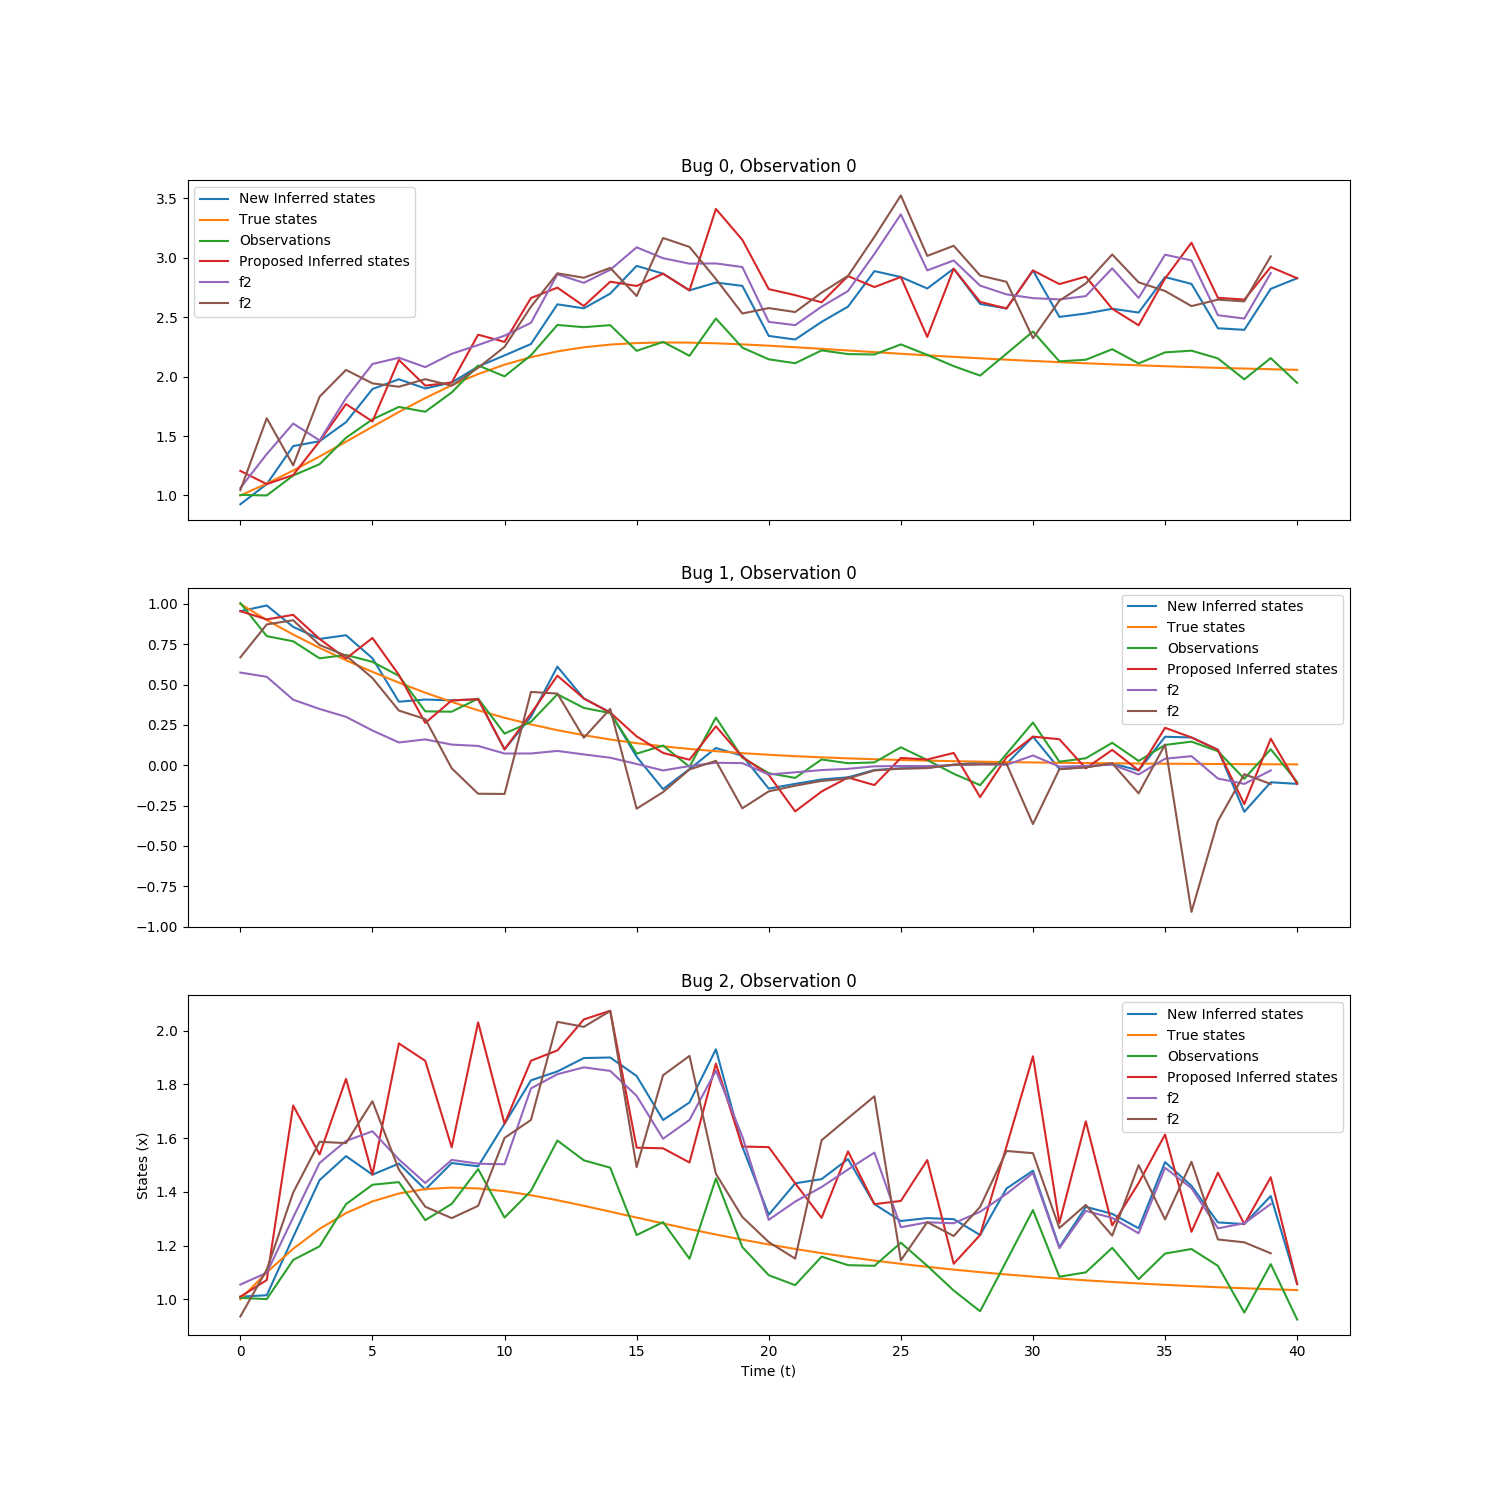 Bug 0, Observation 0
3.5
3.0
2.5
2.0
1.5
1.0
New Inferred states
True states
Observations
Proposed Inferred states
f2
f2
Bug 1, Observation 0
1.00
0.75
0.50
0.25
0.00
−0.25
−0.50
−0.75
−1.00
New Inferred states
True states
Observations
Proposed Inferred states
f2
f2
Bug 2, Observation 0
States (x)
2.0
1.8
1.6
1.4
1.2
1.0
New Inferred states
True states
Observations
Proposed Inferred states
f2
f2
0 5 10 15 20 25 30 35 40
Time (t)